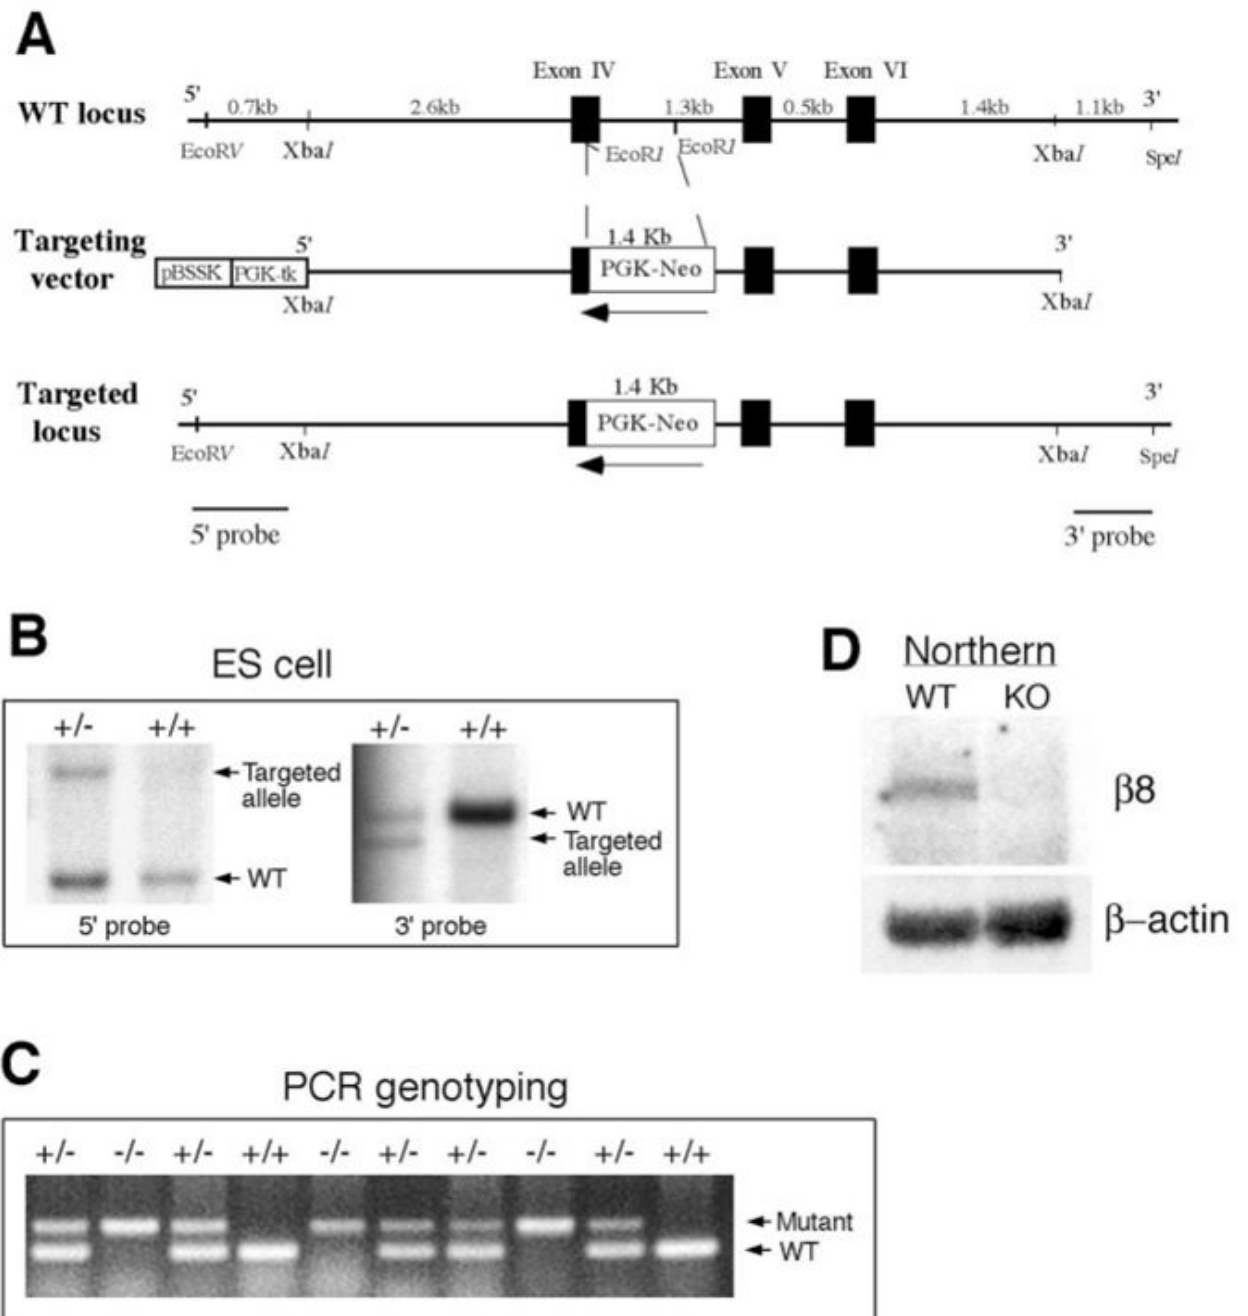 A
Exon IV Exon V Exon VI
WT locus 5' 0.7kb 2.6kb 1.3kb 0.5kb 1.4kb 1.1kb 3'
EcoRV XbaI EcoRI EcoRI XbaI SpeI
Targeting vector
5' 1.4 Kb 3'
pBSSK PGK-tk PGK-Neo
XbaI XbaI
Targeted locus
5' 1.4 Kb 3'
PGK-Neo
EcoRV XbaI XbaI SpeI
5' probe 3' probe
B
ES cell
+/- +/+
Targeted allele
WT
5' probe
+/- +/+
WT
Targeted allele
3' probe
D
Northern
WT KO
β8
β–actin
C
PCR genotyping
+/- -/- +/- +/+ -/- +/- +/- -/- +/- +/+
Mutant
WT